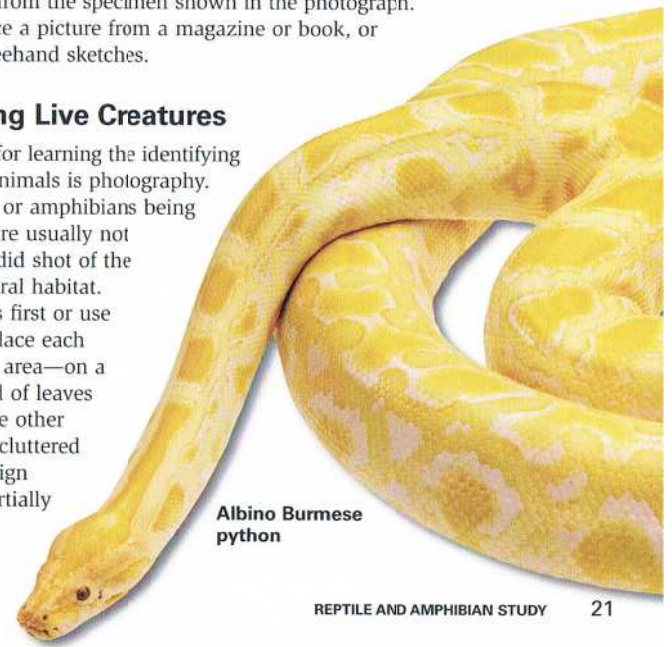 from the specimen shown in the photograph.
ce a picture from a magazine or book, or
eehand sketches.
ng Live Creatures
for learning the identifying
nimals is photography.
or amphibians being
re usually not
did shot of the
ral habitat.
s first or use
lace each
area—on a
l of leaves
e other
cluttered
ign
rtially
Albino Burmese
python
REPTILE AND AMPHIBIAN STUDY 21